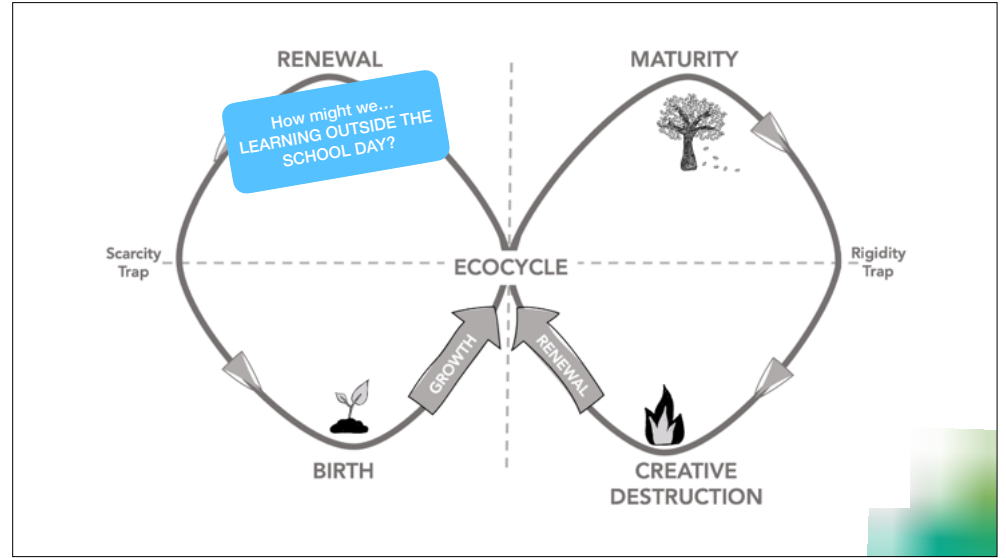 RENEWAL
MATURITY
How might we...
LEARNING OUTSIDE THE
SCHOOL DAY?
Scarcity
Trap
ECOCYCLE
Rigidity
Trap
GROWTH
RENEWAL
BIRTH
CREATIVE
DESTRUCTION